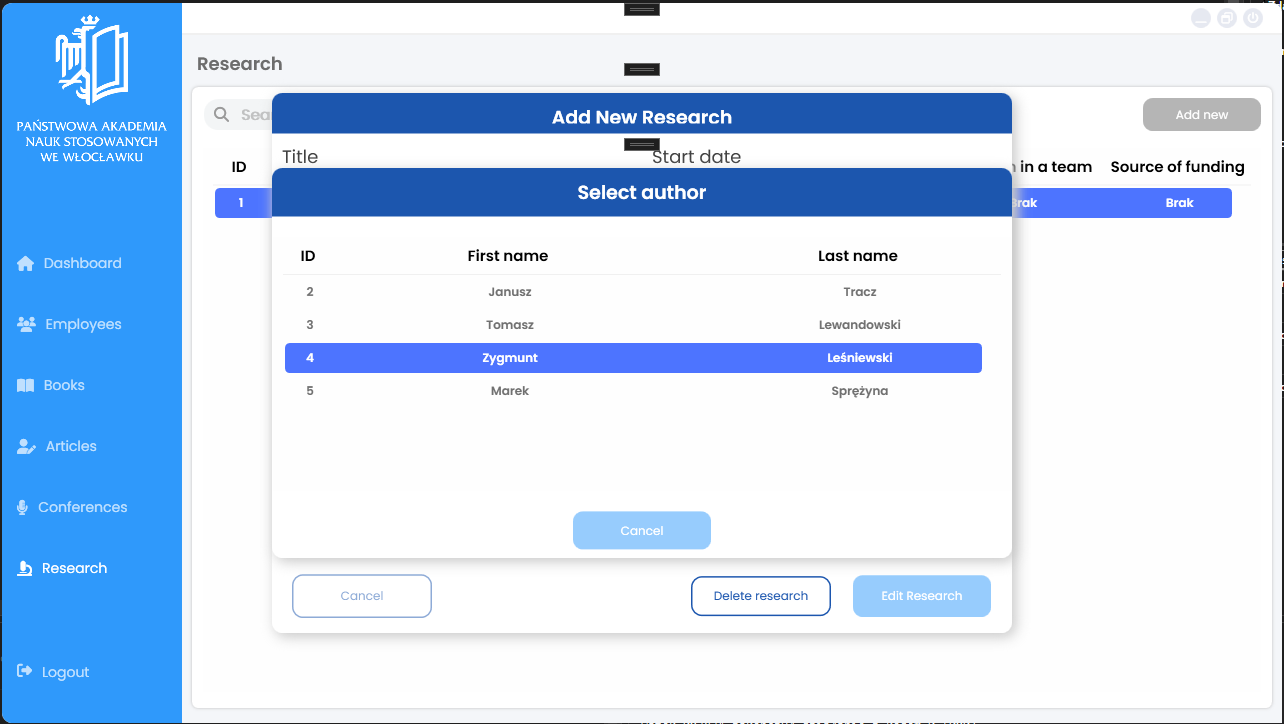 PAŃSTWOWA AKADEMIA
NAUK STOSOWANYCH
WE WŁOCŁAWKU
Dashboard
Employees
Books
Articles
Conferences
Research
Logout
Research
Add new
ID
in a team Source of funding
1 Brak Brak
Add New Research
Title Start date
Select author
ID First name Last name
2 Janusz Tracz
3 Tomasz Lewandowski
4 Zygmunt Leśniewski
5 Marek Sprężyna
Cancel
Cancel Delete research Edit Research